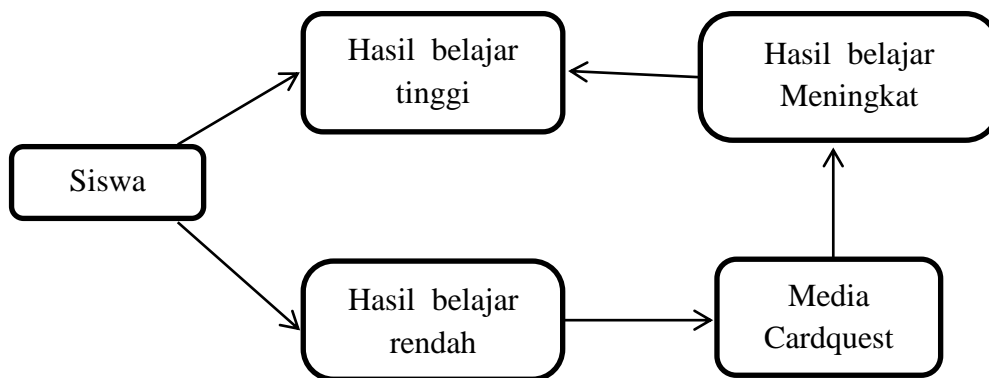 Hasil belajar
tinggi
Hasil belajar
Meningkat
Siswa
Hasil belajar
rendah
Media
Cardquest